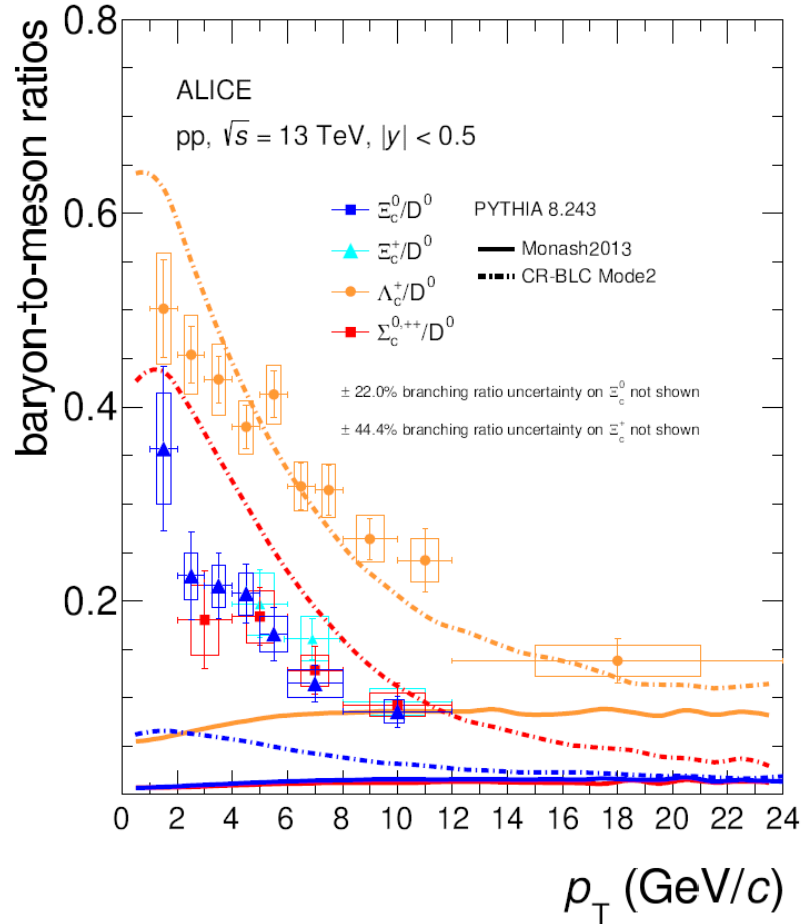 baryon-to-meson ratios
0.8
0.6
0.4
0.2
ALICE
pp, √s = 13 TeV, |y| < 0.5
Ξc⁰/D⁰
Ξc⁺/D⁰
Λc⁺/D⁰
Σc⁰,⁺⁺/D⁰
PYTHIA 8.243
Monash2013
CR-BLC Mode2
± 22.0% branching ratio uncertainty on Ξc⁰ not shown
± 44.4% branching ratio uncertainty on Ξc⁺ not shown
0 2 4 6 8 10 12 14 16 18 20 22 24
pT (GeV/c)